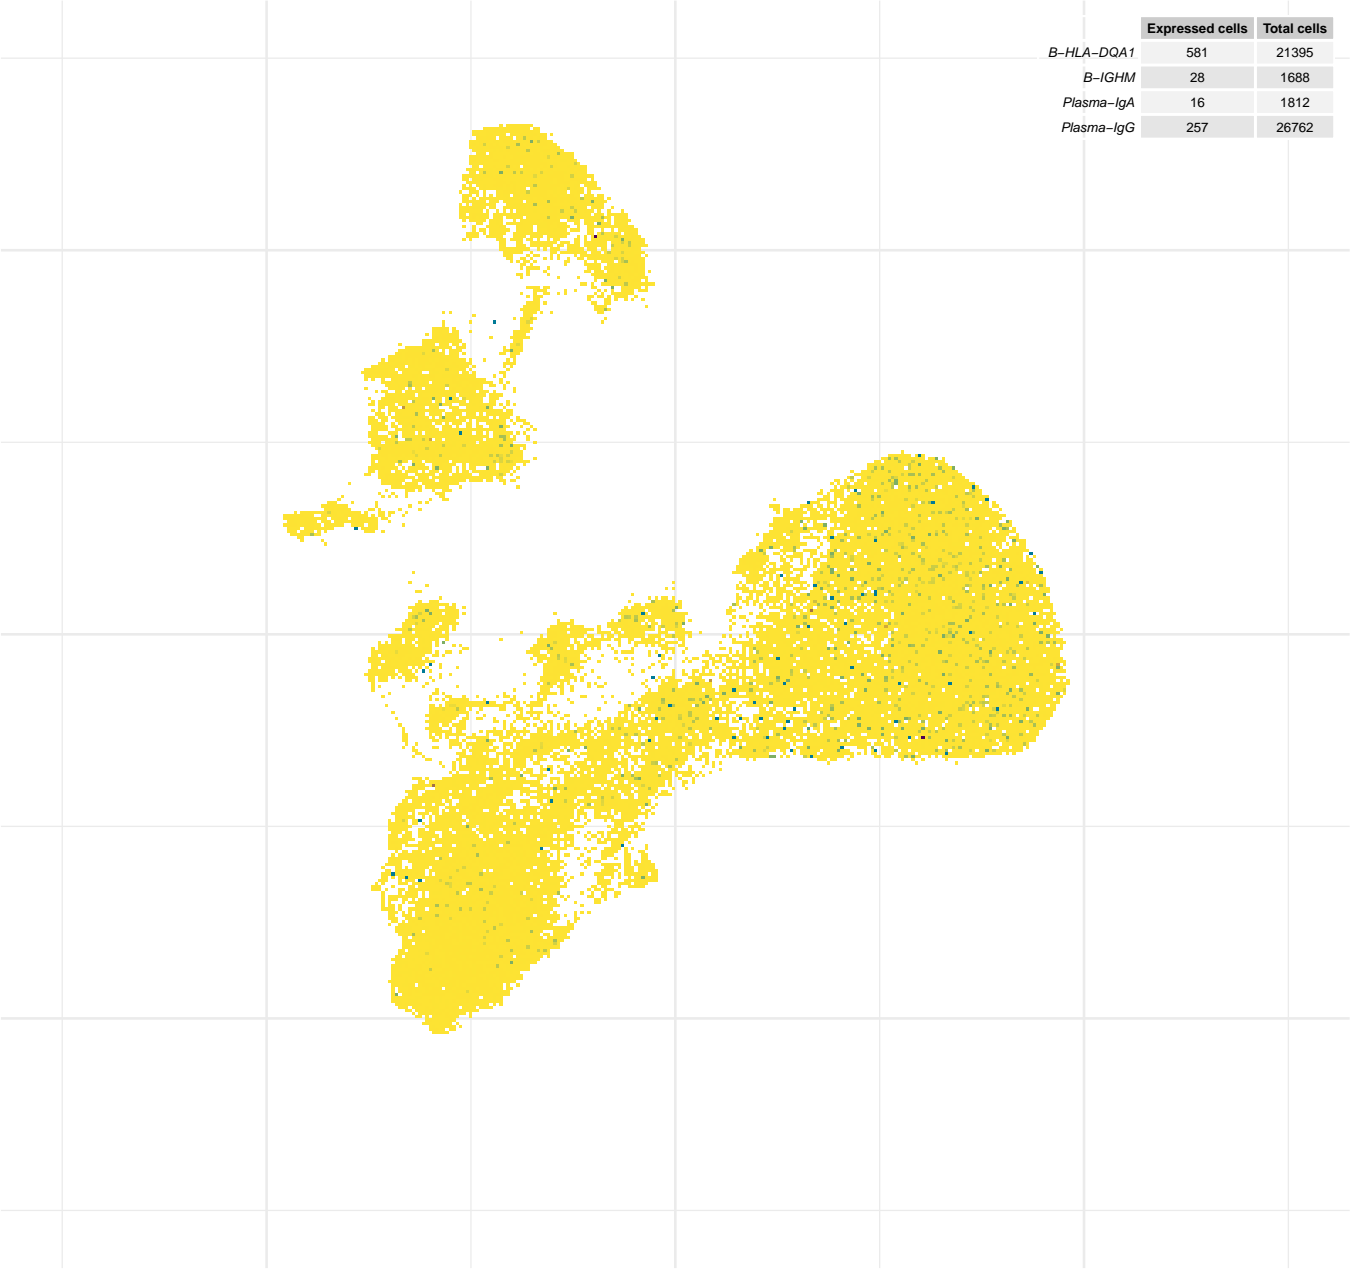 Expressed cells Total cells
B−HLA−DQA1 581 21395
B−IGHM 28 1688
Plasma−IgA 16 1812
Plasma−IgG 257 26762